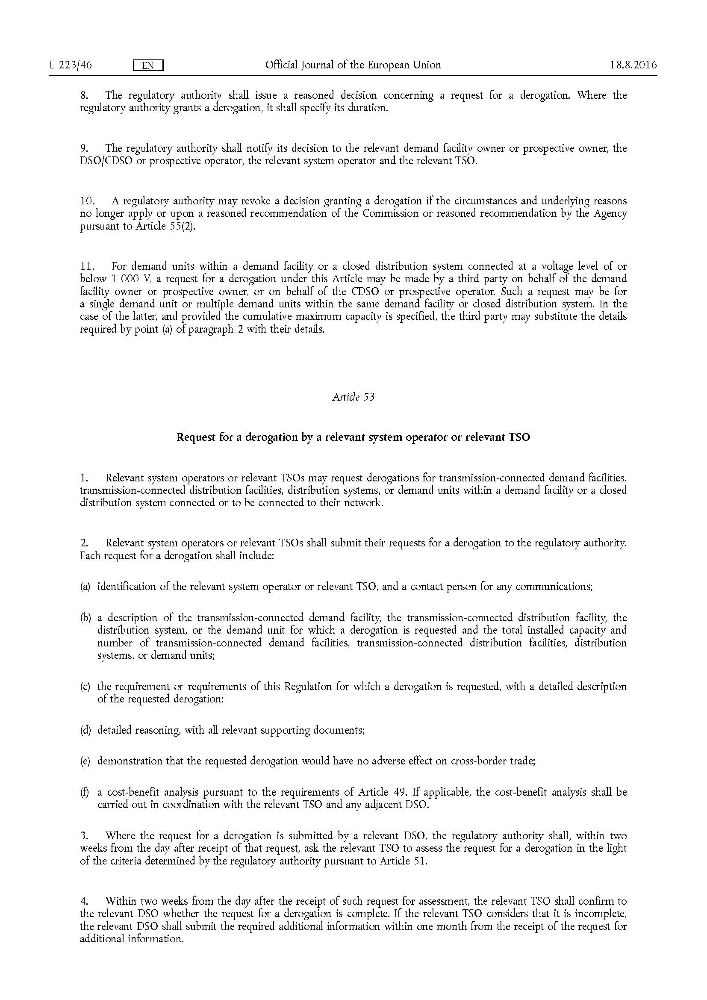 L 223/46 EN Official Journal of the European Union 18.8.2016
8. The regulatory authority shall issue a reasoned decision concerning a request for a derogation. Where the
regulatory authority grants a derogation, it shall specify its duration.
9. The regulatory authority shall notify its decision to the relevant demand facility owner or prospective owner, the
DSO/CDSO or prospective operator, the relevant system operator and the relevant TSO.
10. A regulatory authority may revoke a decision granting a derogation if the circumstances and underlying reasons
no longer apply or upon a reasoned recommendation of the Commission or reasoned recommendation by the Agency
pursuant to Article 55(2).
11. For demand units within a demand facility or a closed distribution system connected at a voltage level of or
below 1 000 V, a request for a derogation under this Article may be made by a third party on behalf of the demand
facility owner or prospective owner, or on behalf of the CDSO or prospective operator. Such a request may be for
a single demand unit or multiple demand units within the same demand facility or closed distribution system. In the
case of the latter, and provided the cumulative maximum capacity is specified, the third party may substitute the details
required by point (a) of paragraph 2 with their details.
Article 53
Request for a derogation by a relevant system operator or relevant TSO
1. Relevant system operators or relevant TSOs may request derogations for transmission-connected demand facilities,
transmission-connected distribution facilities, distribution systems, or demand units within a demand facility or a closed
distribution system connected or to be connected to their network.
2. Relevant system operators or relevant TSOs shall submit their requests for a derogation to the regulatory authority.
Each request for a derogation shall include:
(a) identification of the relevant system operator or relevant TSO, and a contact person for any communications;
(b) a description of the transmission-connected demand facility, the transmission-connected distribution facility, the
distribution system, or the demand unit for which a derogation is requested and the total installed capacity and
number of transmission-connected demand facilities, transmission-connected distribution facilities, distribution
systems, or demand units;
(c) the requirement or requirements of this Regulation for which a derogation is requested, with a detailed description
of the requested derogation;
(d) detailed reasoning, with all relevant supporting documents;
(e) demonstration that the requested derogation would have no adverse effect on cross-border trade;
(f) a cost-benefit analysis pursuant to the requirements of Article 49. If applicable, the cost-benefit analysis shall be
carried out in coordination with the relevant TSO and any adjacent DSO.
3. Where the request for a derogation is submitted by a relevant DSO, the regulatory authority shall, within two
weeks from the day after receipt of that request, ask the relevant TSO to assess the request for a derogation in the light
of the criteria determined by the regulatory authority pursuant to Article 51.
4. Within two weeks from the day after the receipt of such request for assessment, the relevant TSO shall confirm to
the relevant DSO whether the request for a derogation is complete. If the relevant TSO considers that it is incomplete,
the relevant DSO shall submit the required additional information within one month from the receipt of the request for
additional information.